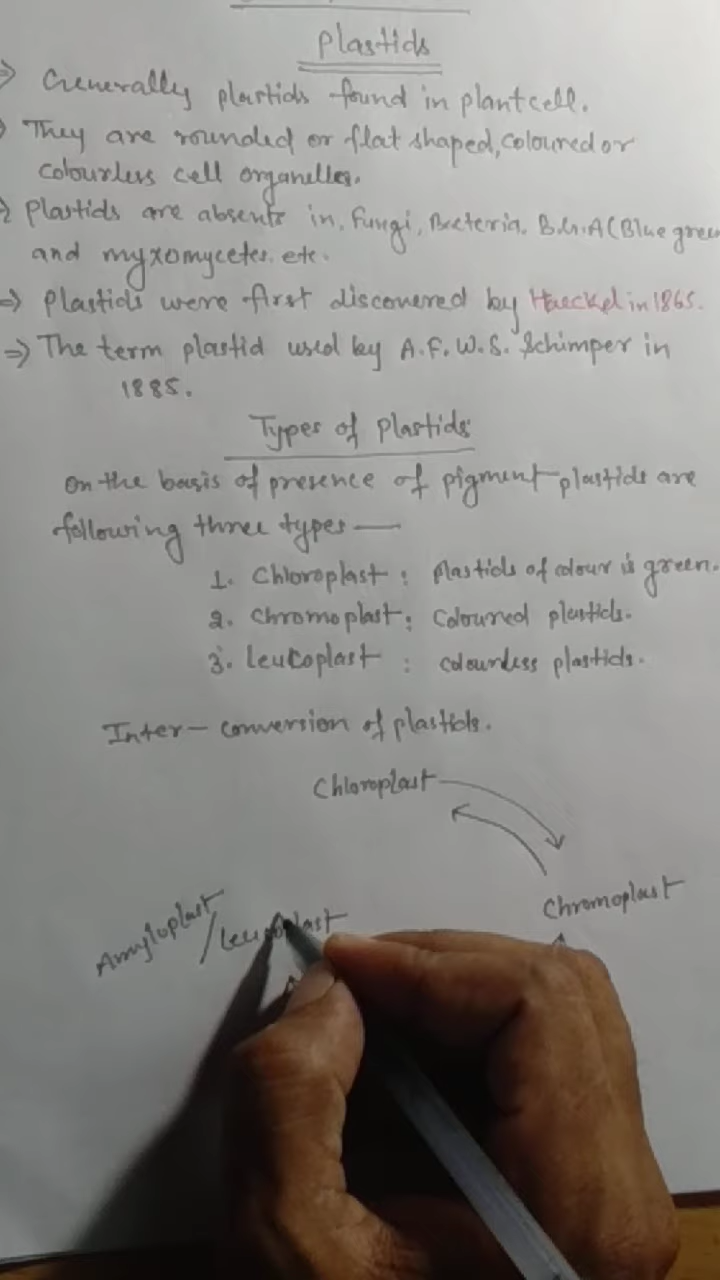 Plastids
⇒ Generally plastids found in plant cell.
They are rounded or flat shaped, coloured or
colourless cell organelles.
Plastids are absents in, Fungi, Bacteria, B.G.A (Blue green
and myxomycetes. etc.
⇒ Plastids were first discovered by Haeckel in 1865.
⇒ The term plastid used by A.F.W.S. Schimper in
1885.
Types of Plastids
On the basis of presence of pigment plastids are
following three types —
1. Chloroplast : Plastids of colour is green.
2. Chromoplast : Coloured plastids.
3. Leucoplast : colourless plastids.
Inter - conversion of plastids.
Chloroplast
Chromoplast
Amyloplast / Leucoplast